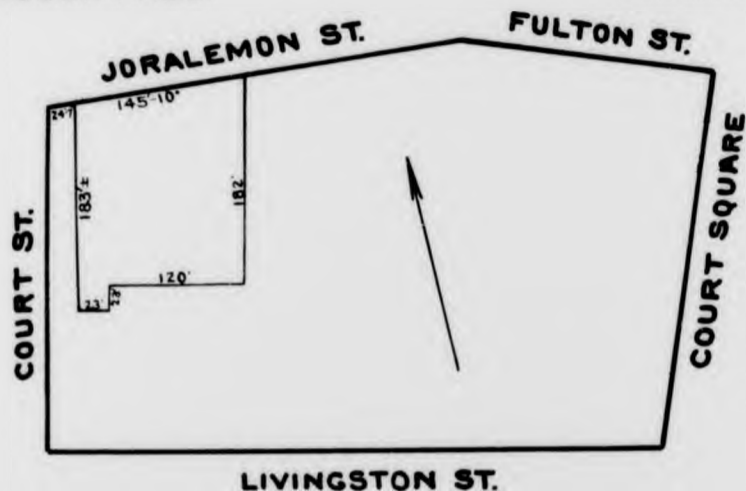 JORALEMON ST.
FULTON ST.
24'7
145'-10"
183'±
182'
120'
23'
23'
COURT ST.
COURT SQUARE
LIVINGSTON ST.